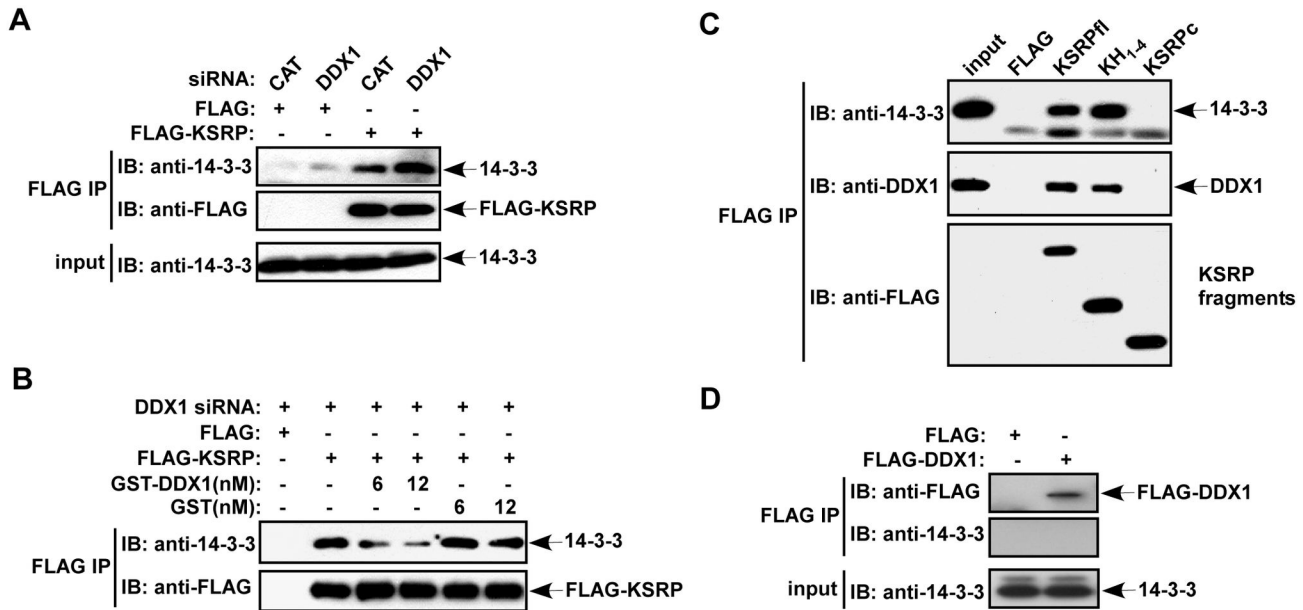 A
siRNA: CAT DDX1 CAT DDX1
FLAG: + + - -
FLAG-KSRP: - - + +
FLAG IP
IB: anti-14-3-3 14-3-3
IB: anti-FLAG FLAG-KSRP
input IB: anti-14-3-3 14-3-3
B
DDX1 siRNA: + + + + + +
FLAG: + - - - - -
FLAG-KSRP: - + + + + +
GST-DDX1(nM): - - 6 12 - -
GST(nM): - - - - 6 12
FLAG IP
IB: anti-14-3-3 14-3-3
IB: anti-FLAG FLAG-KSRP
C
input FLAG KSRPfl KH1-4 KSRPc
FLAG IP
IB: anti-14-3-3 14-3-3
IB: anti-DDX1 DDX1
IB: anti-FLAG KSRP
fragments
D
FLAG: + -
FLAG-DDX1: - +
FLAG IP
IB: anti-FLAG FLAG-DDX1
IB: anti-14-3-3
input IB: anti-14-3-3 14-3-3